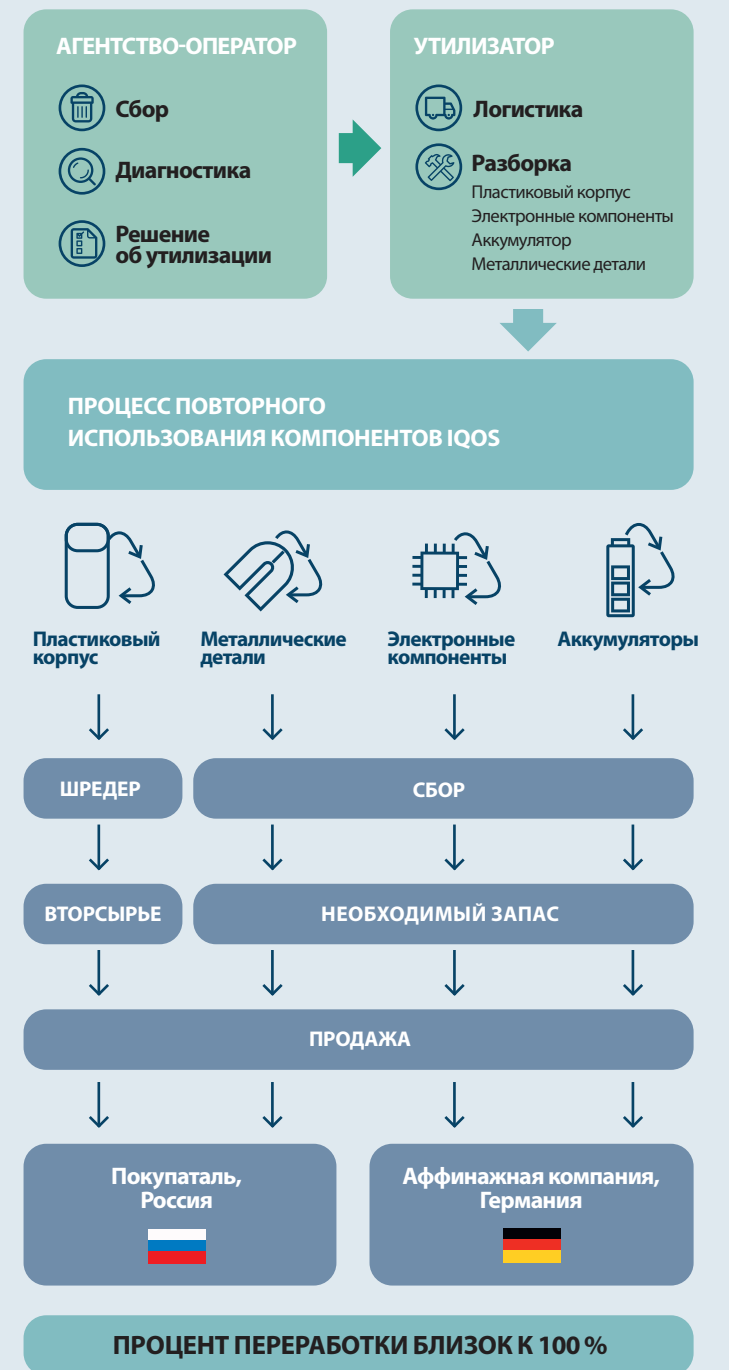 АГЕНТСТВО-ОПЕРАТОР
Сбор
Диагностика
Решение
об утилизации
УТИЛИЗАТОР
Логистика
Разборка
Пластиковый корпус
Электронные компоненты
Аккумулятор
Металлические детали
ПРОЦЕСС ПОВТОРНОГО
ИСПОЛЬЗОВАНИЯ КОМПОНЕНТОВ IQOS
Пластиковый
корпус
Металлические
детали
Электронные
компоненты
Аккумуляторы
ШРЕДЕР
СБОР
ВТОРСЫРЬЕ
НЕОБХОДИМЫЙ ЗАПАС
ПРОДАЖА
Покупаталь,
Россия
Аффинажная компания,
Германия
ПРОЦЕНТ ПЕРЕРАБОТКИ БЛИЗОК К 100 %